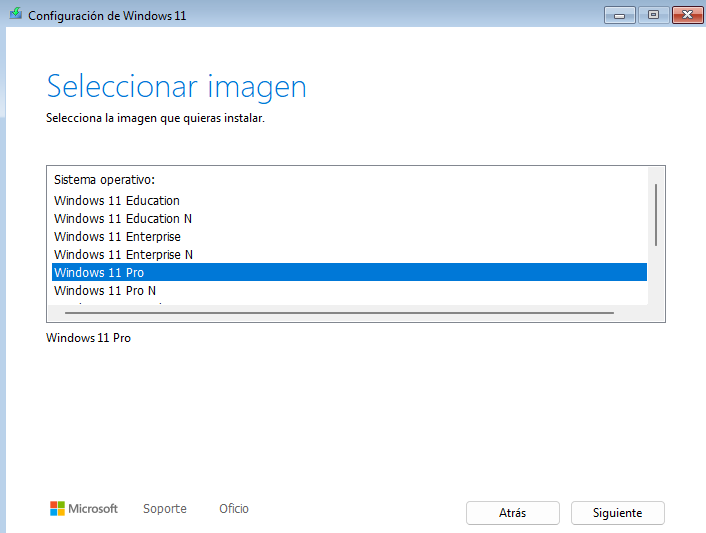 Configuración de Windows 11
Seleccionar imagen
Selecciona la imagen que quieras instalar.
Sistema operativo:
Windows 11 Education
Windows 11 Education N
Windows 11 Enterprise
Windows 11 Enterprise N
Windows 11 Pro
Windows 11 Pro N
Windows 11 Pro
Microsoft Soporte Oficio Atrás Siguiente